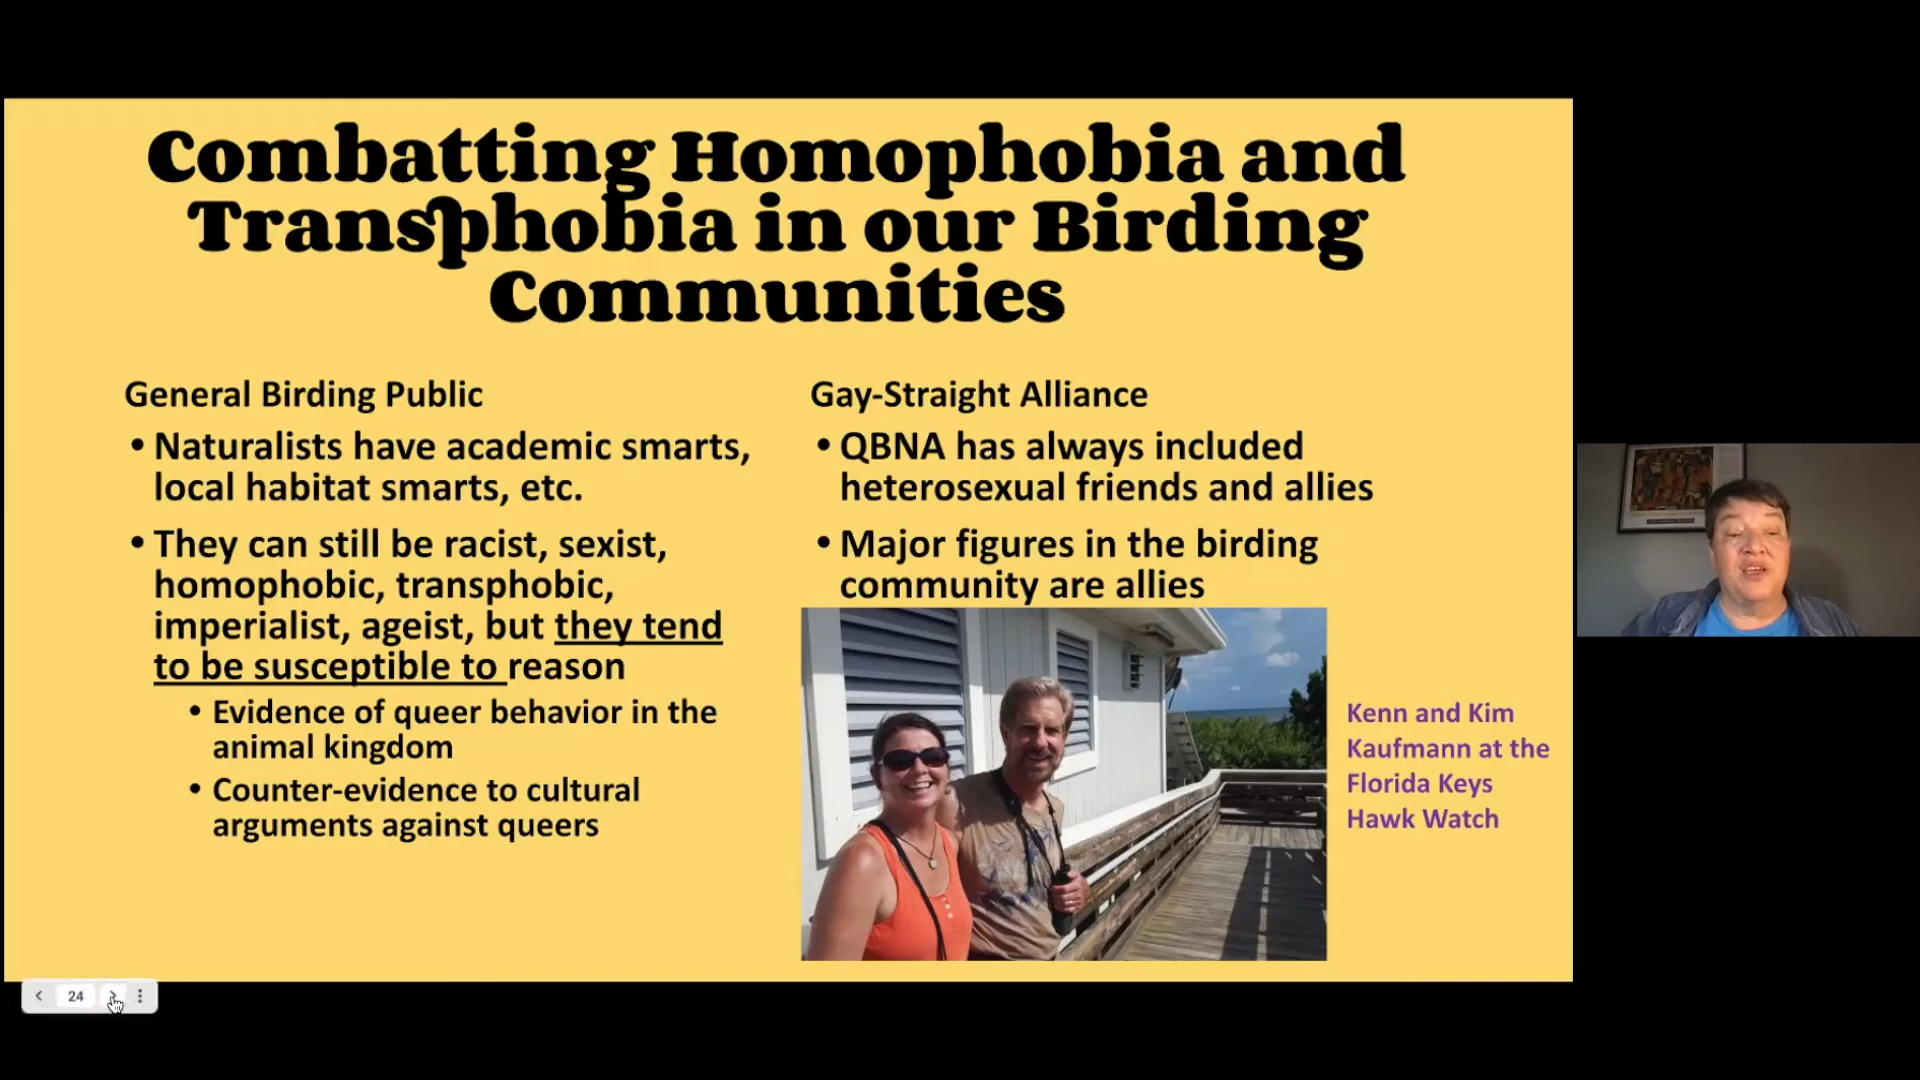 Combatting Homophobia and
Transphobia in our Birding
Communities
General Birding Public
• Naturalists have academic smarts,
local habitat smarts, etc.
• They can still be racist, sexist,
homophobic, transphobic,
imperialist, ageist, but they tend
to be susceptible to reason
• Evidence of queer behavior in the
animal kingdom
• Counter-evidence to cultural
arguments against queers
Gay-Straight Alliance
• QBNA has always included
heterosexual friends and allies
• Major figures in the birding
community are allies
Kenn and Kim
Kaufmann at the
Florida Keys
Hawk Watch
24